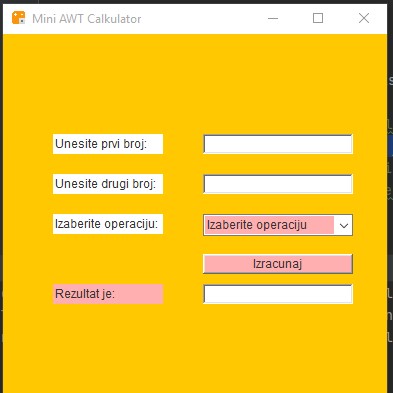 Mini AWT Calkulator
Unesite prvi broj:
Unesite drugi broj:
Izaberite operaciju: Izaberite operaciju
Izracunaj
Rezultat je: